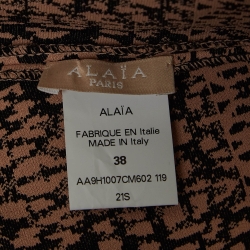 ALAÏA
PARIS
ALAÏA
FABRIQUE EN Italie
MADE IN Italy
38
AA9H1007CM602 119
21S